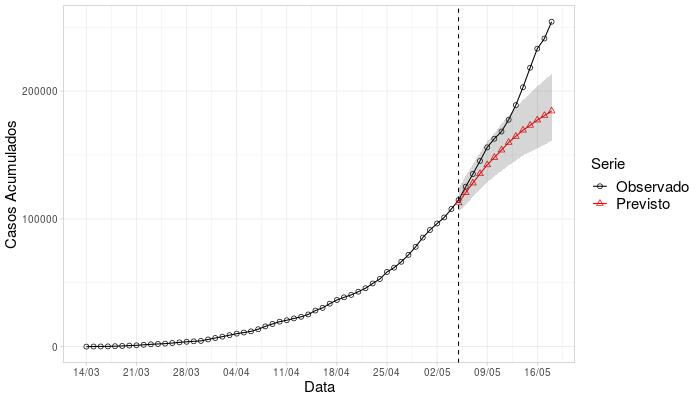 Casos Acumulados
200000
100000
0
14/03 21/03 28/03 04/04 11/04 18/04 25/04 02/05 09/05 16/05
Data
Serie
Observado
Previsto